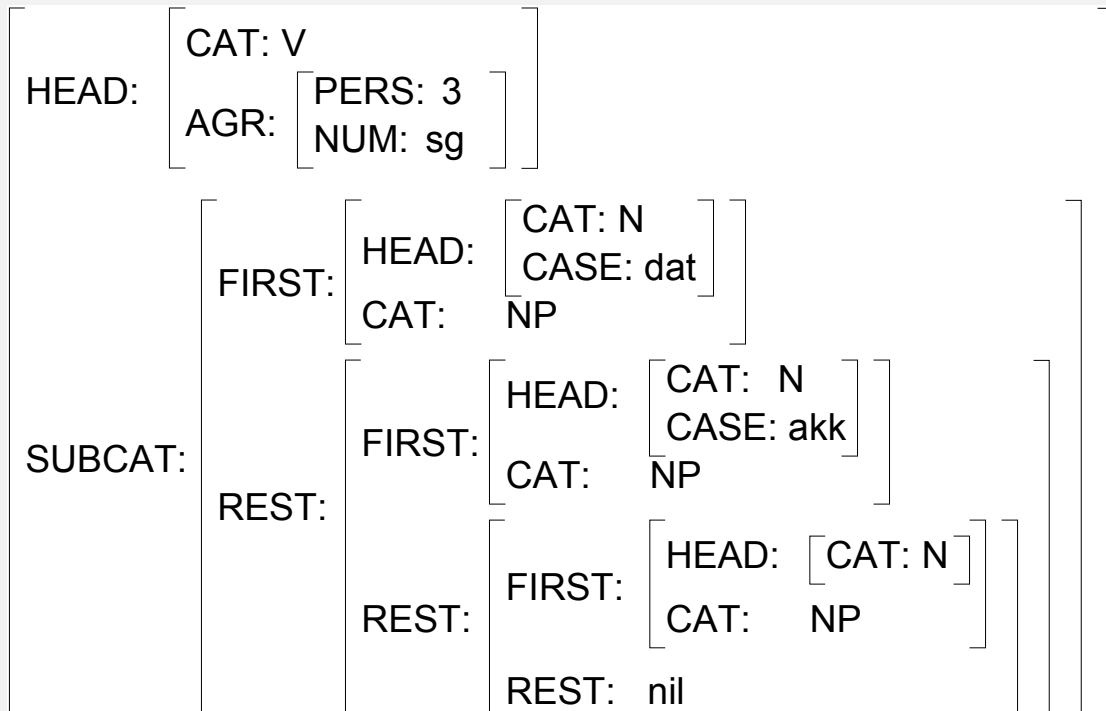 CAT: V
HEAD:
PERS: 3
AGR:
NUM: sg
CAT: N
HEAD:
CASE: dat
FIRST:
CAT: NP
CAT: N
HEAD:
CASE: akk
FIRST:
CAT: NP
SUBCAT:
REST:
HEAD: CAT: N
FIRST:
CAT: NP
REST:
REST: nil